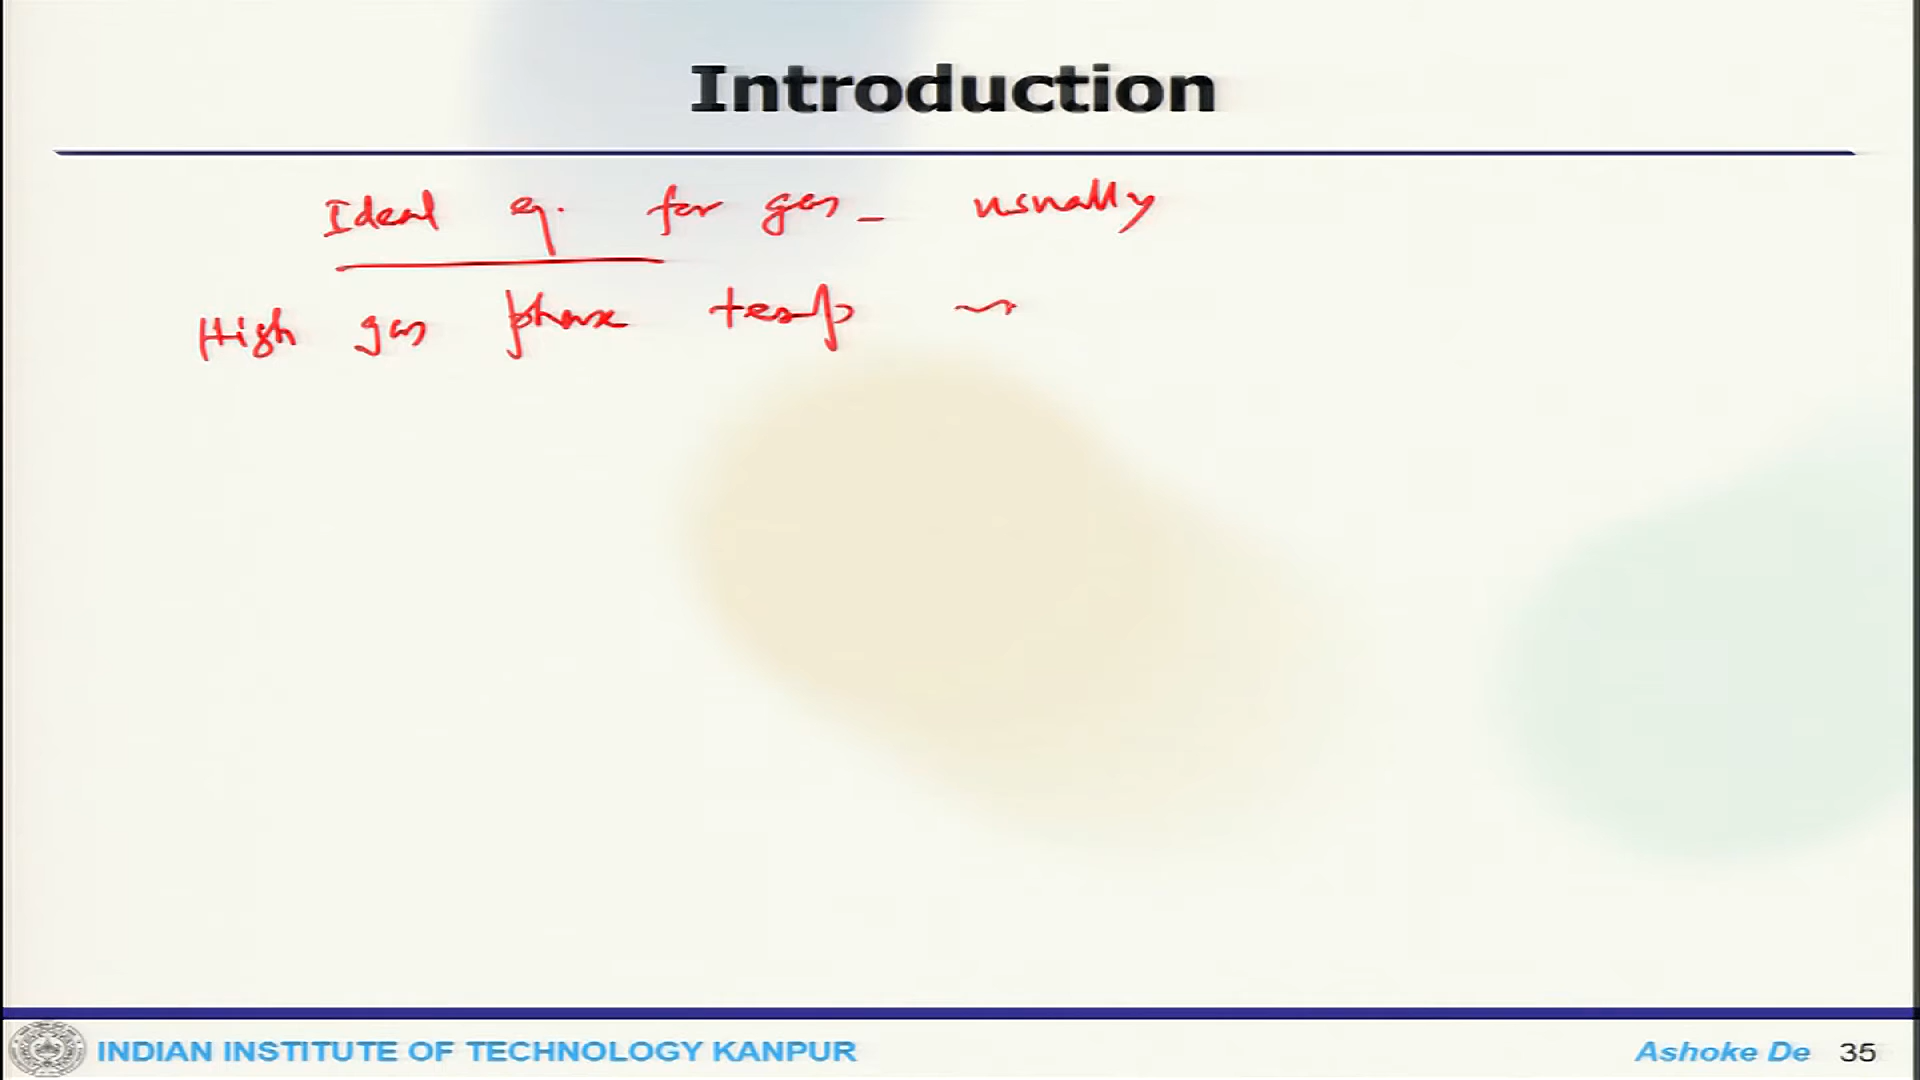 Introduction
Ideal eq. for gas - usually
High gas phase temp
INDIAN INSTITUTE OF TECHNOLOGY KANPUR
Ashoke De 35